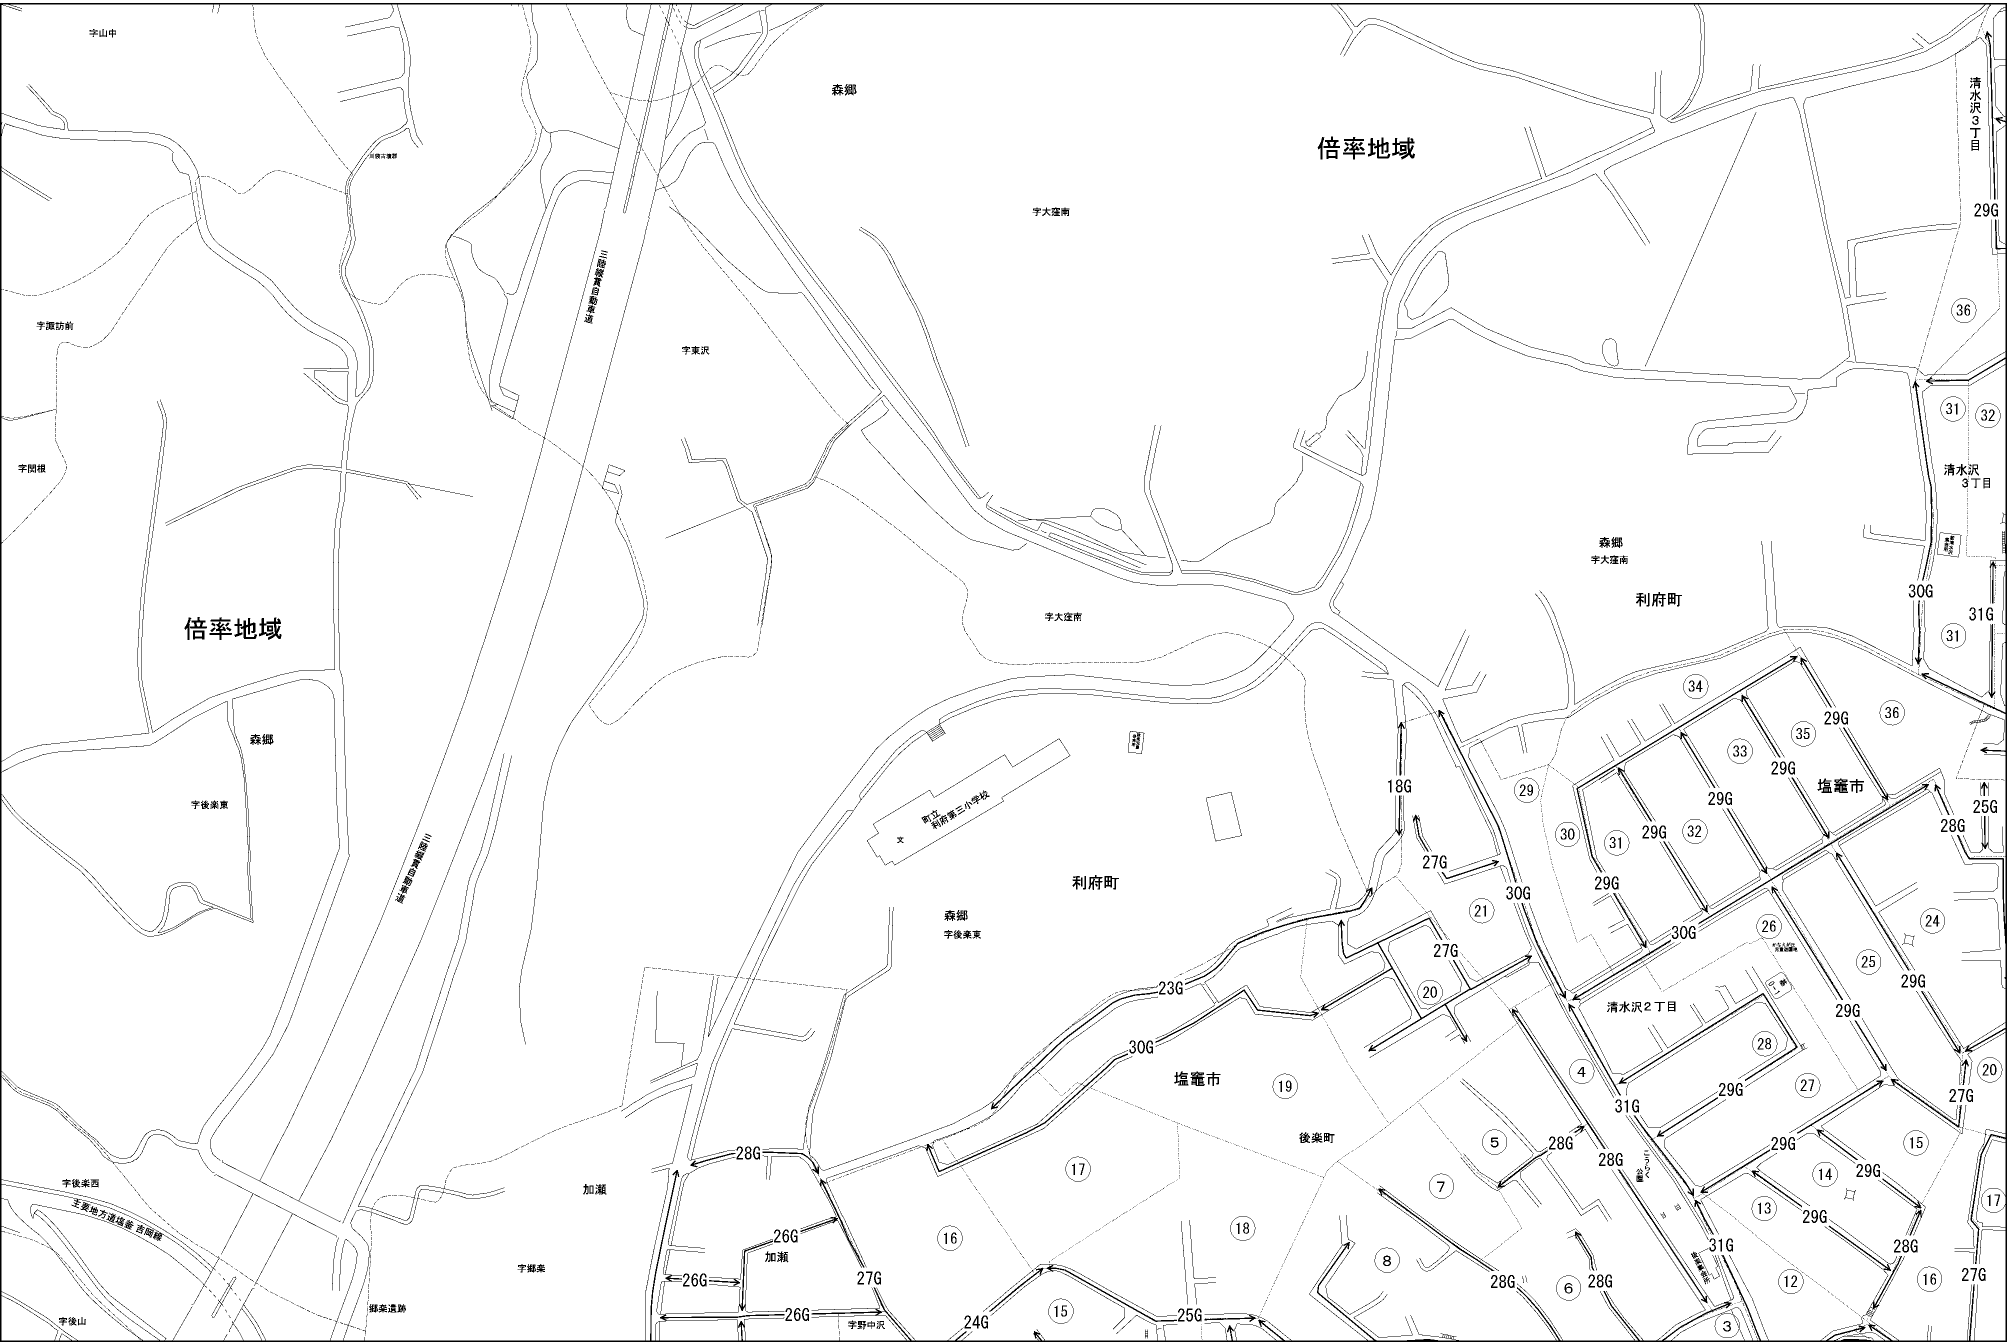 字山中
森郷
倍率地域
清水沢3丁目
29G
字大窪南
三陸縦貫自動車道
字諏訪前
字東沢
36
31
32
字関根
清水沢
3丁目
森郷
字大窪南
利府町
30G
31G
31
字大窪南
倍率地域
34
36
29G
35
33
29G
森郷
18G
29
29G
塩竈市
25G
28G
字後楽東
町立
利府第三小学校
文
30
31
29G
32
三陸縦貫自動車道
27G
利府町
29G
30G
21
森郷
字後楽東
30G
26
24
27G
25
29G
23G
20
清水沢2丁目
29G
30G
28
塩竈市
19
4
27
20
29G
27G
31G
後楽町
5
28G
29G
15
28G
28G
17
こうらく
公園
14
29G
字後楽西
加瀬
7
13
17
主要地方道塩釜 吉岡線
29G
16
18
26G
31G
28G
加瀬
8
字郷楽
27G
26G
28G
6
28G
12
16
27G
郷楽遺跡
26G
15
25G
24G
字後山
字野中沢
3